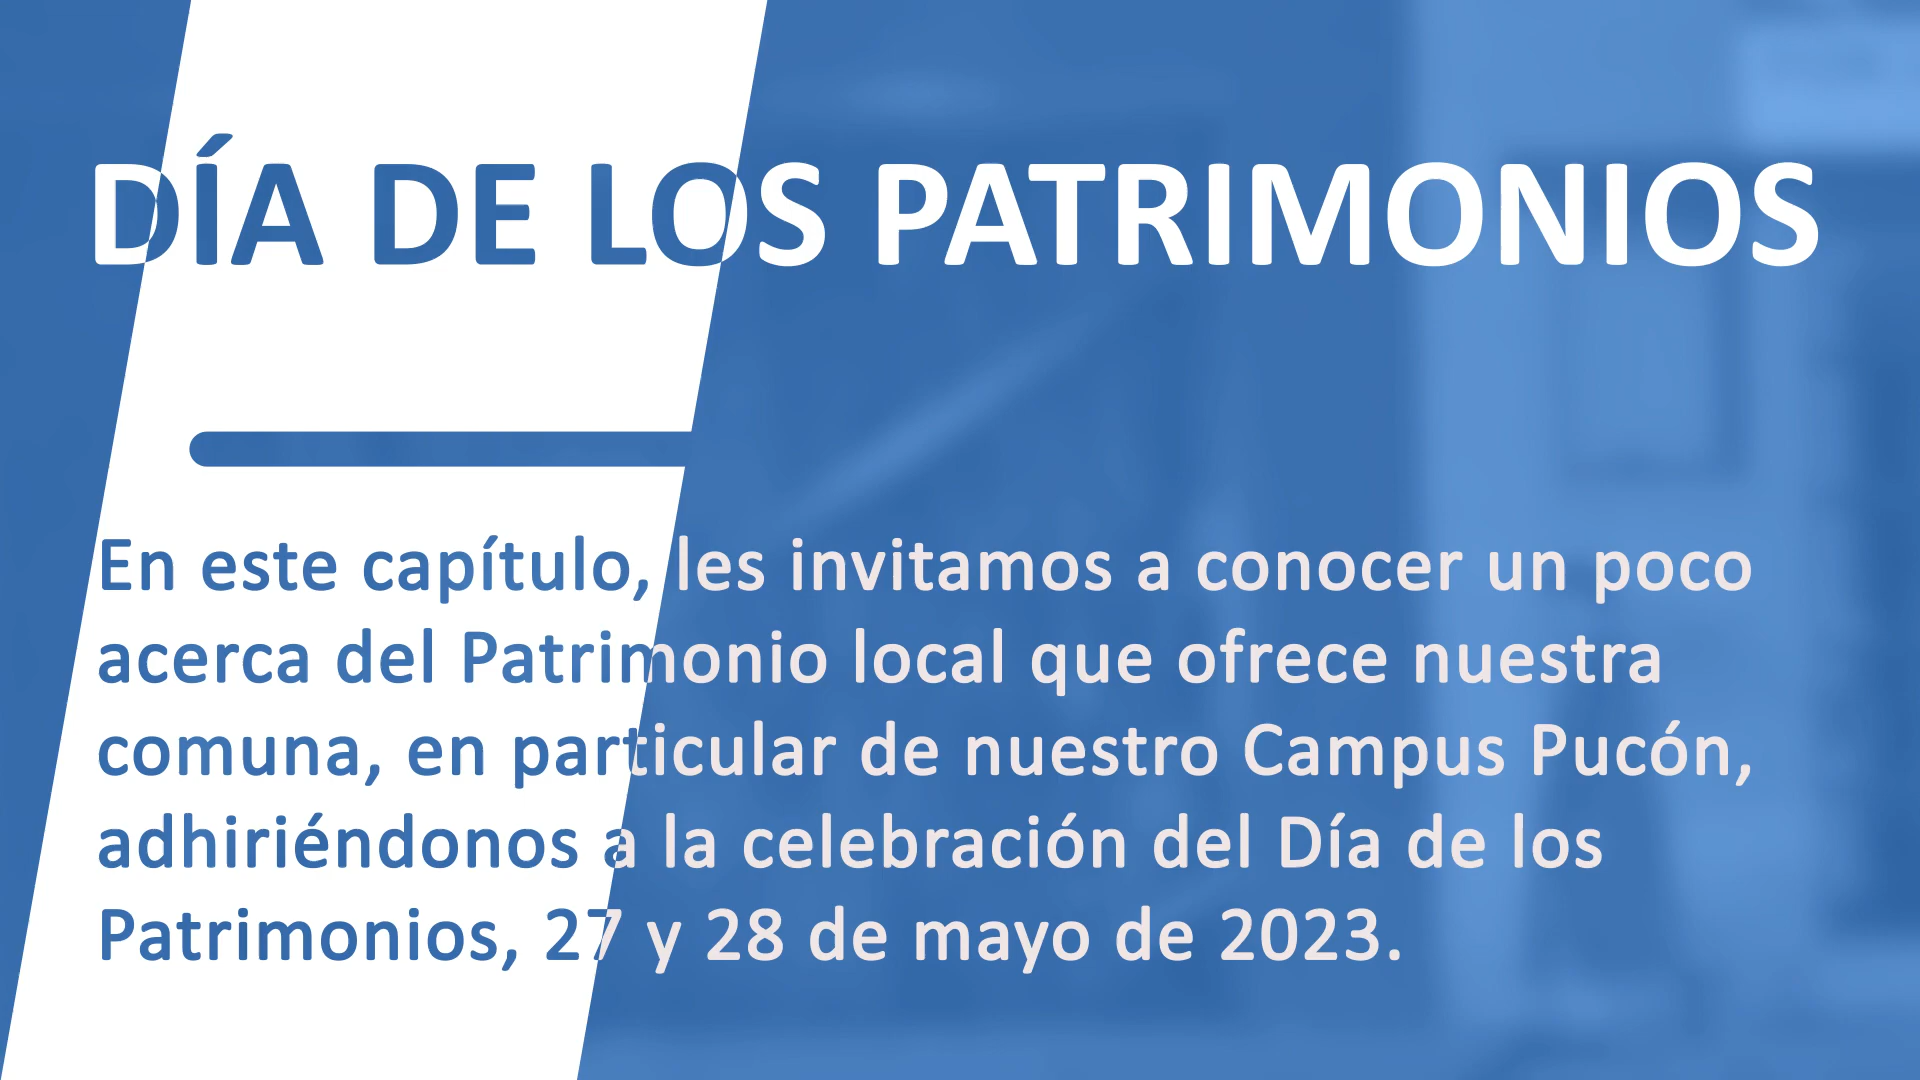 DÍA DE LOS PATRIMONIOS
En este capítulo, les invitamos a conocer un poco
acerca del Patrimonio local que ofrece nuestra
comuna, en particular de nuestro Campus Pucón,
adhiriéndonos a la celebración del Día de los
Patrimonios, 27 y 28 de mayo de 2023.